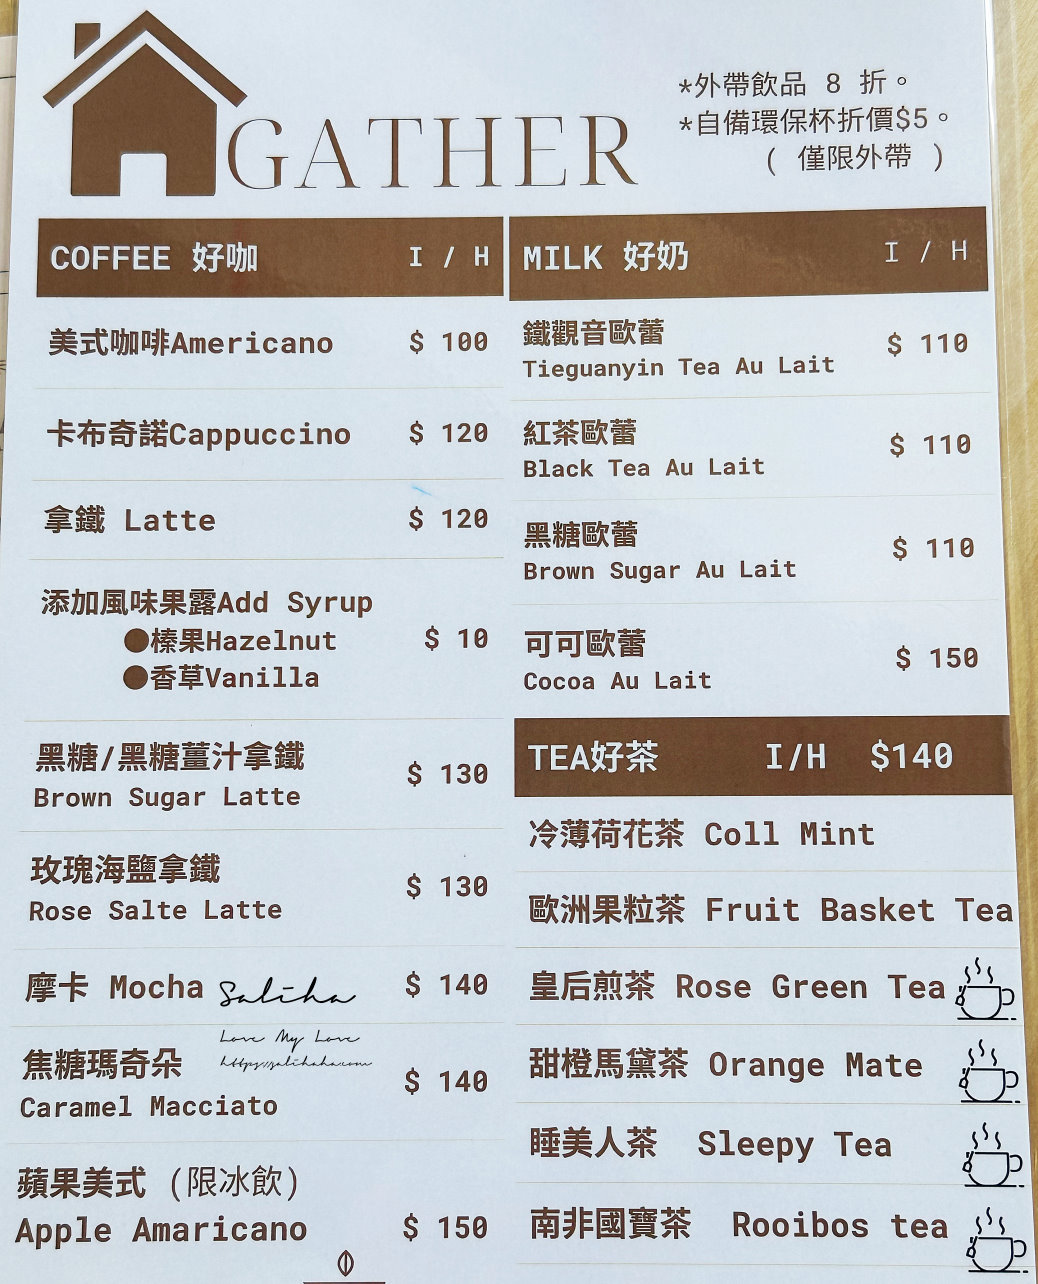 GATHER
*外帶飲品 8 折。
*自備環保杯折價$5。
( 僅限外帶 )
COFFEE 好咖 I / H
美式咖啡Americano $ 100
卡布奇諾Cappuccino $ 120
拿鐵 Latte $ 120
添加風味果露Add Syrup
●榛果Hazelnut $ 10
●香草Vanilla
黑糖/黑糖薑汁拿鐵
Brown Sugar Latte $ 130
玫瑰海鹽拿鐵
Rose Salte Latte $ 130
摩卡 Mocha $ 140
Saliha
Love My Love
https://salihaha.com
焦糖瑪奇朵
Caramel Macciato $ 140
蘋果美式 (限冰飲)
Apple Amaricano $ 150
MILK 好奶 I / H
鐵觀音歐蕾
Tieguanyin Tea Au Lait $ 110
紅茶歐蕾
Black Tea Au Lait $ 110
黑糖歐蕾
Brown Sugar Au Lait $ 110
可可歐蕾
Cocoa Au Lait $ 150
TEA好茶 I/H $140
冷薄荷花茶 Coll Mint
歐洲果粒茶 Fruit Basket Tea
皇后煎茶 Rose Green Tea
甜橙馬黛茶 Orange Mate
睡美人茶 Sleepy Tea
南非國寶茶 Rooibos tea